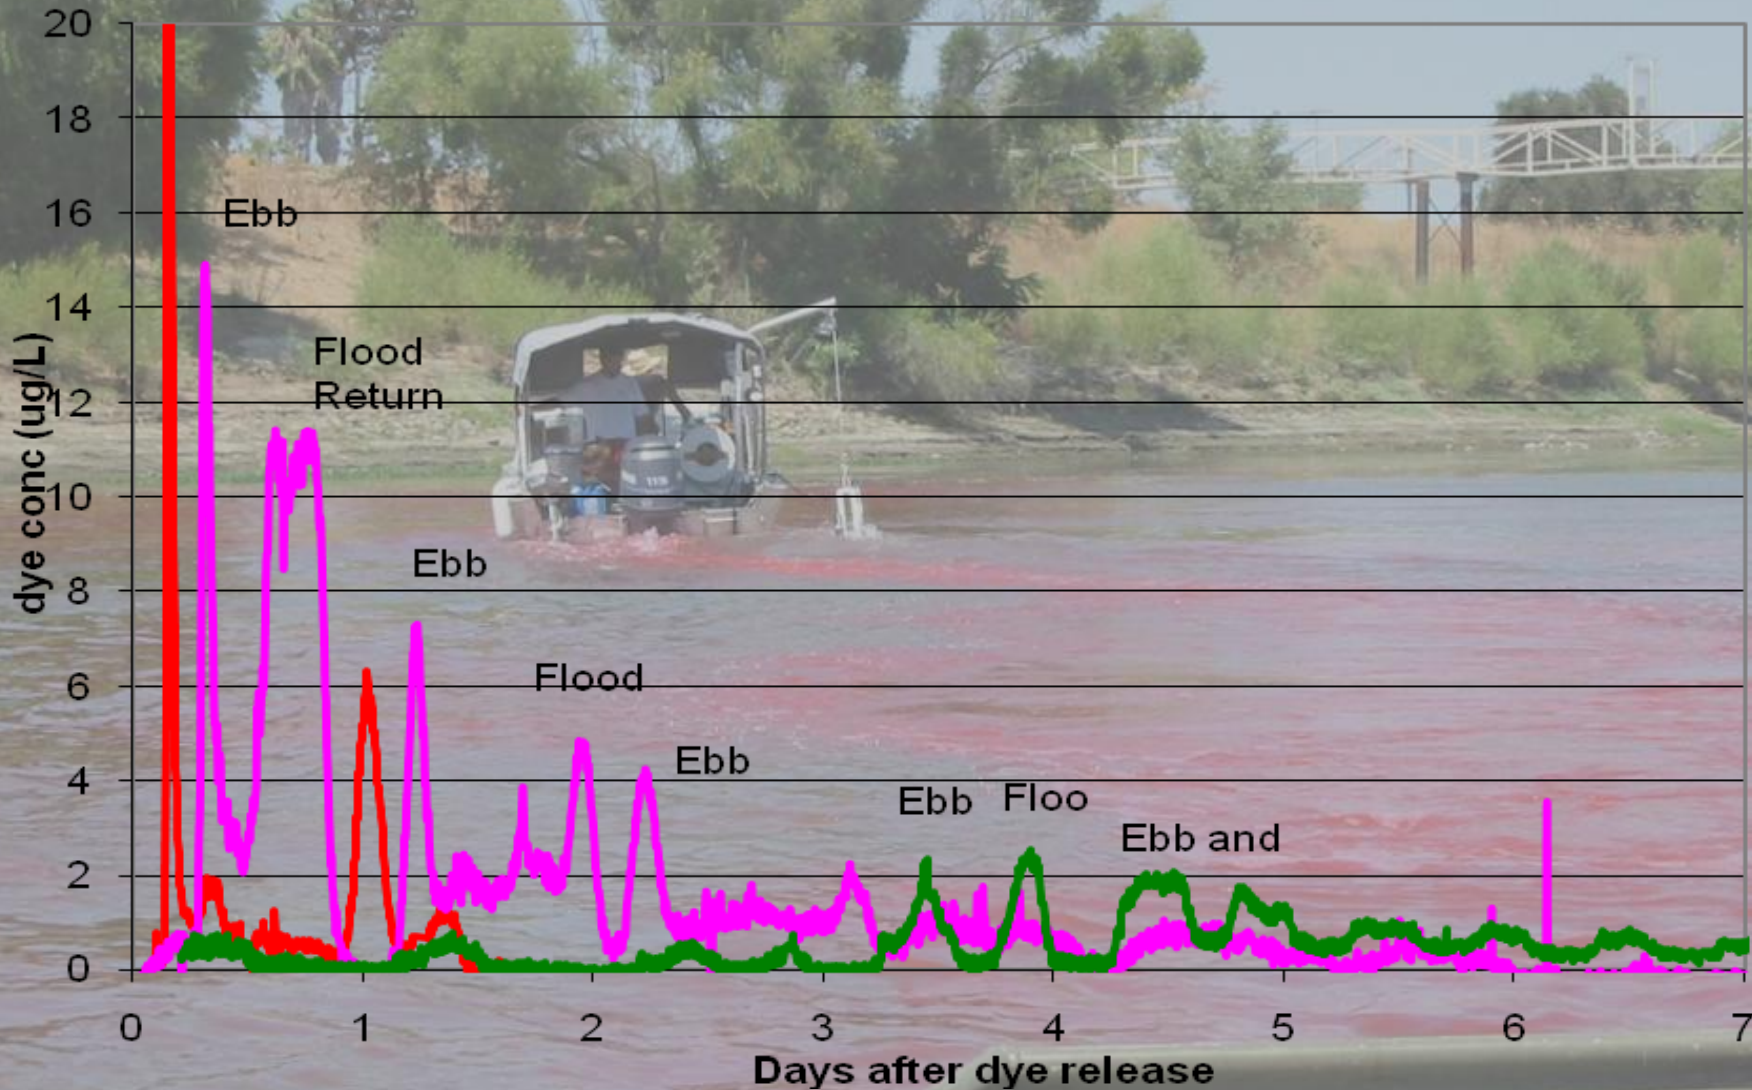 20
18
16
14
12
10
8
6
4
2
0
dye conc (ug/L)
Ebb
Flood
Return
Ebb
Flood
Ebb
Ebb
Floo
Ebb and
0 1 2 3 4 5 6 7
Days after dye release